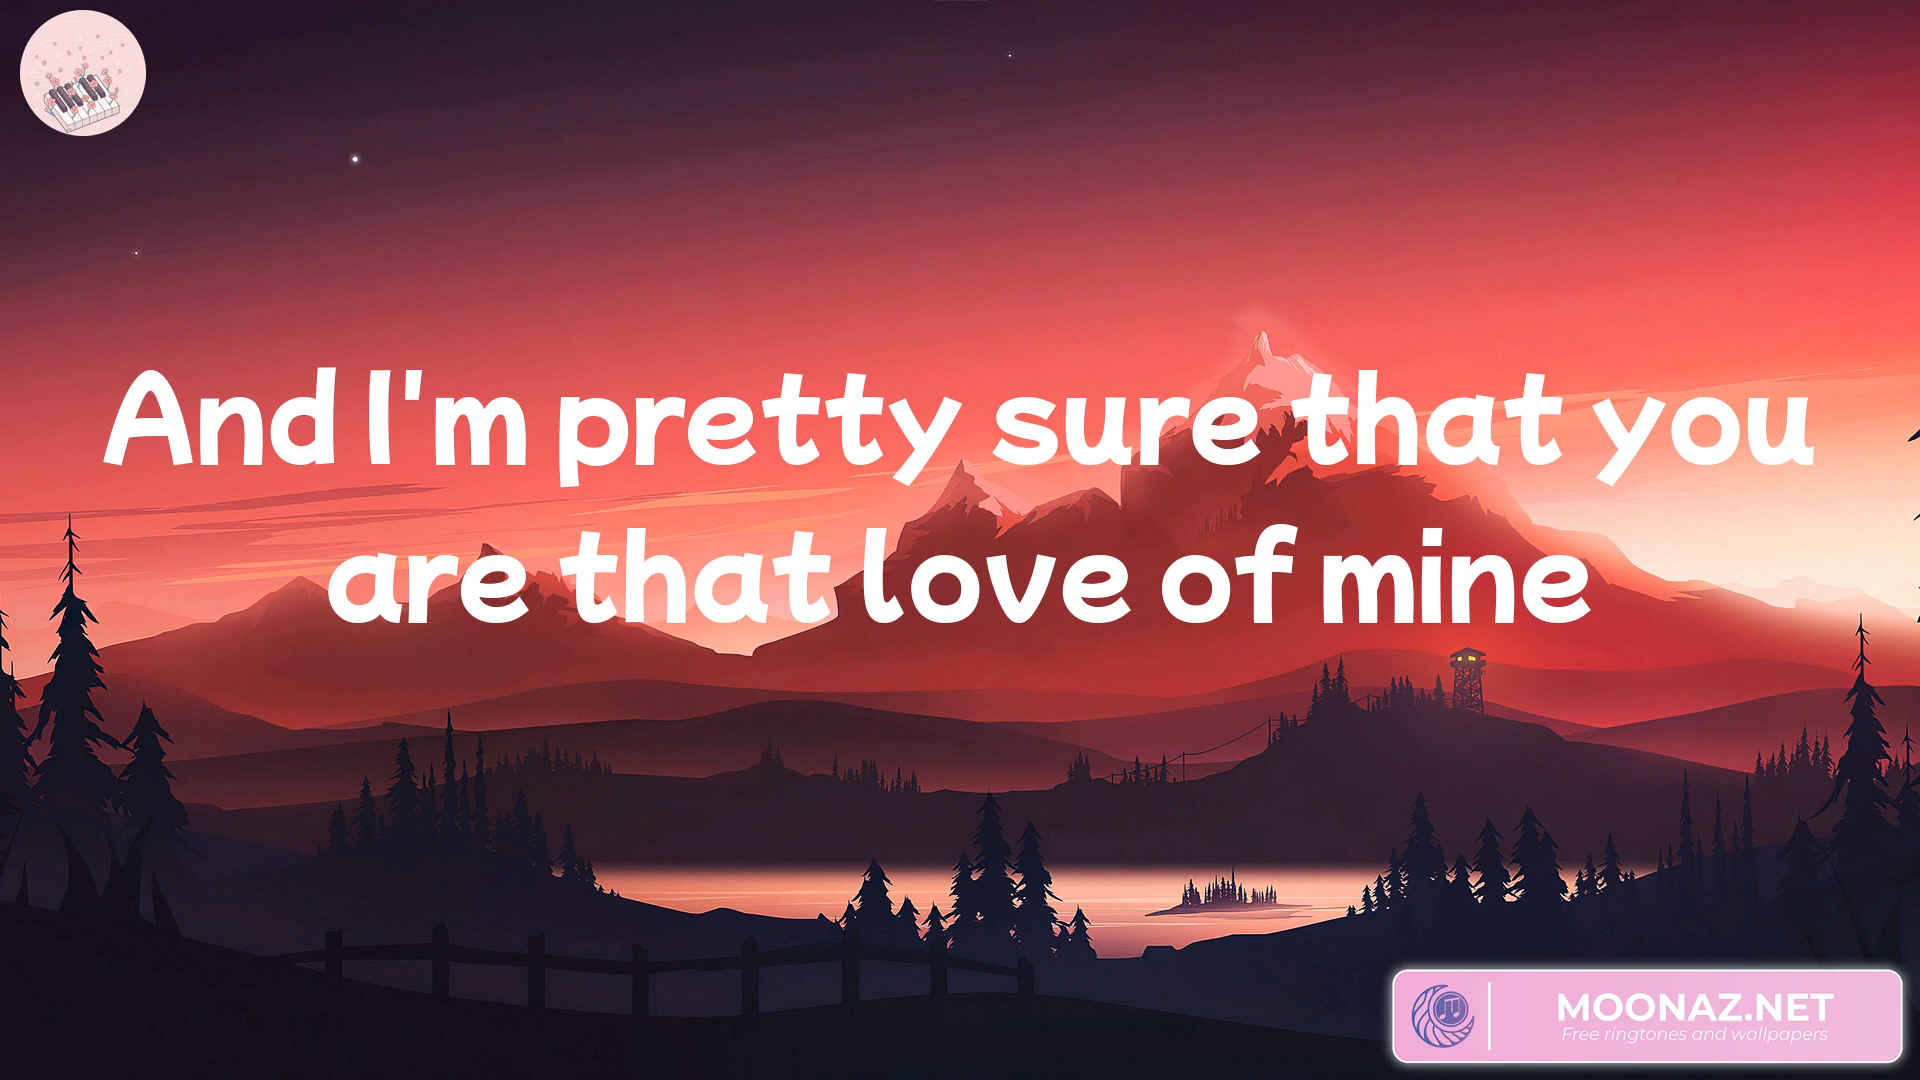 And I'm pretty sure that you
are that love of mine
MOONAZ.NET
Free ringtones and wallpapers